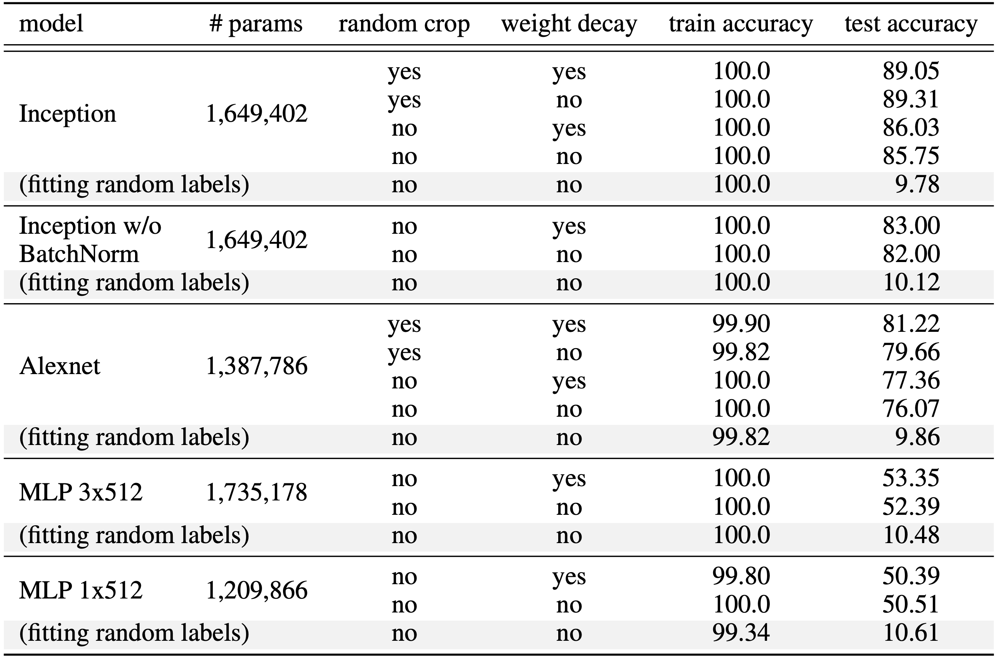 model # params random crop weight decay train accuracy test accuracy
Inception 1,649,402 yes yes 100.0 89.05
yes no 100.0 89.31
no yes 100.0 86.03
no no 100.0 85.75
(fitting random labels) no no 100.0 9.78
Inception w/o BatchNorm 1,649,402 no yes 100.0 83.00
no no 100.0 82.00
(fitting random labels) no no 100.0 10.12
Alexnet 1,387,786 yes yes 99.90 81.22
yes no 99.82 79.66
no yes 100.0 77.36
no no 100.0 76.07
(fitting random labels) no no 99.82 9.86
MLP 3x512 1,735,178 no yes 100.0 53.35
no no 100.0 52.39
(fitting random labels) no no 100.0 10.48
MLP 1x512 1,209,866 no yes 99.80 50.39
no no 100.0 50.51
(fitting random labels) no no 99.34 10.61